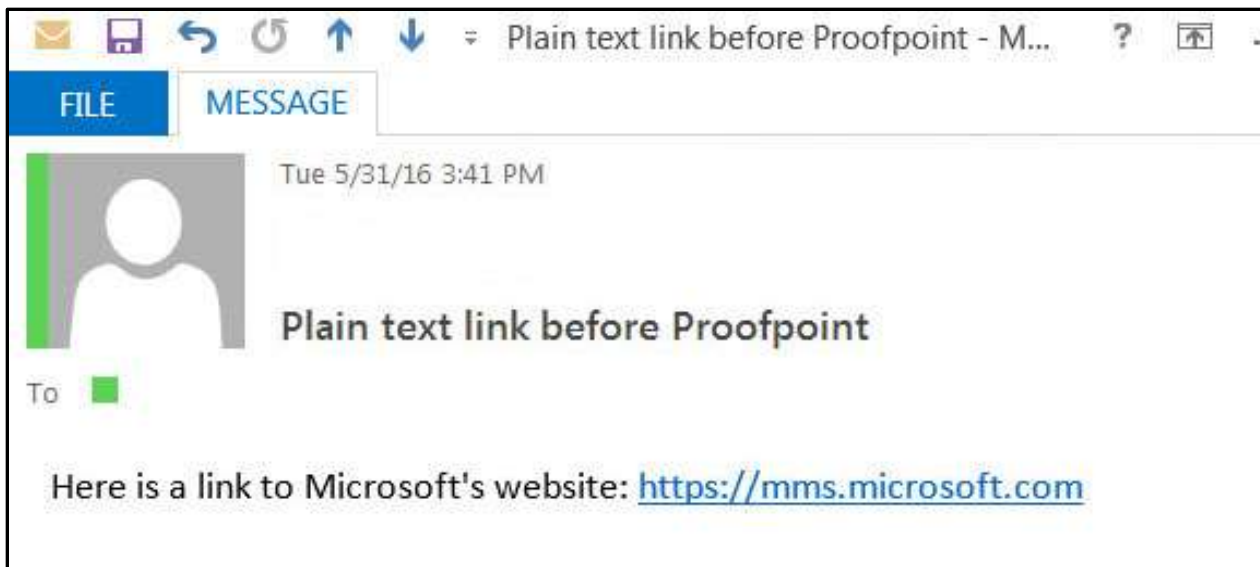 Plain text link before Proofpoint - M... ?
FILE MESSAGE
Tue 5/31/16 3:41 PM
Plain text link before Proofpoint
To
Here is a link to Microsoft's website: https://mms.microsoft.com